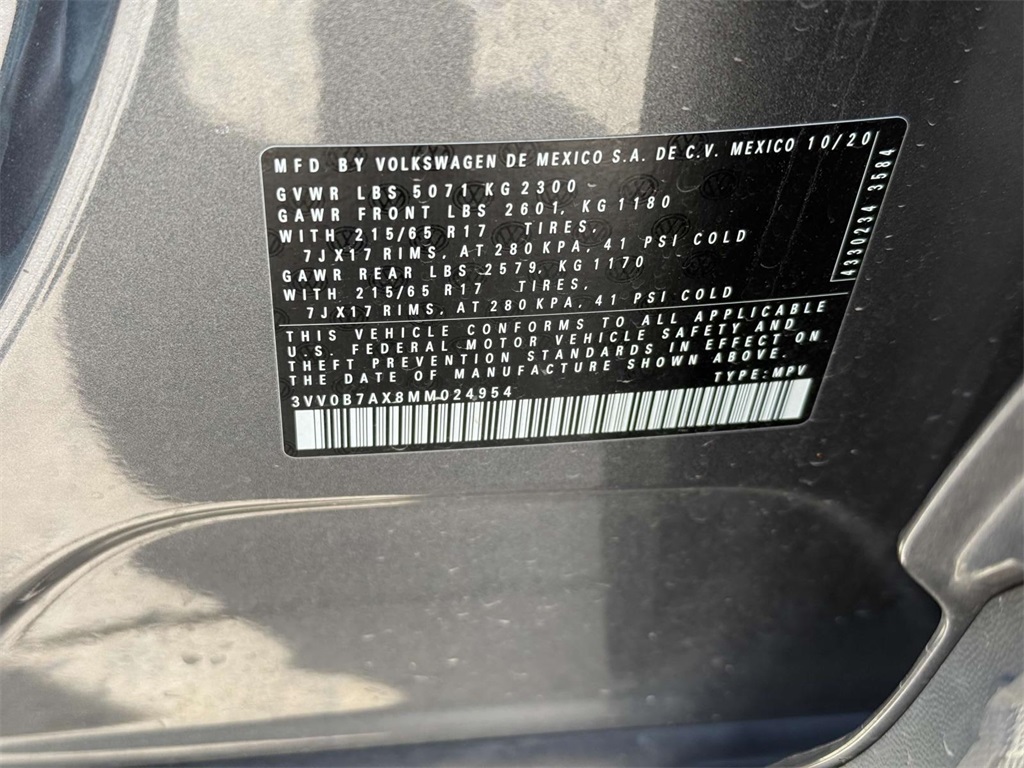 MFD BY VOLKSWAGEN DE MEXICO S.A. DE C.V. MEXICO 10/20
GVWR LBS 5071 KG 2300
GAWR FRONT LBS 2601, KG 1180
WITH 215/65 R17 TIRES,
7JX17 RIMS, AT 280 KPA, 41 PSI COLD
GAWR REAR LBS 2579, KG 1170
WITH 215/65 R17 TIRES,
7JX17 RIMS, AT 280 KPA, 41 PSI COLD
4330234 3584
THIS VEHICLE CONFORMS TO ALL APPLICABLE
U.S. FEDERAL MOTOR VEHICLE SAFETY AND
THEFT PREVENTION STANDARDS IN EFFECT ON
THE DATE OF MANUFACTURE SHOWN ABOVE.
TYPE: MPV
3VV0B7AX8MM024954